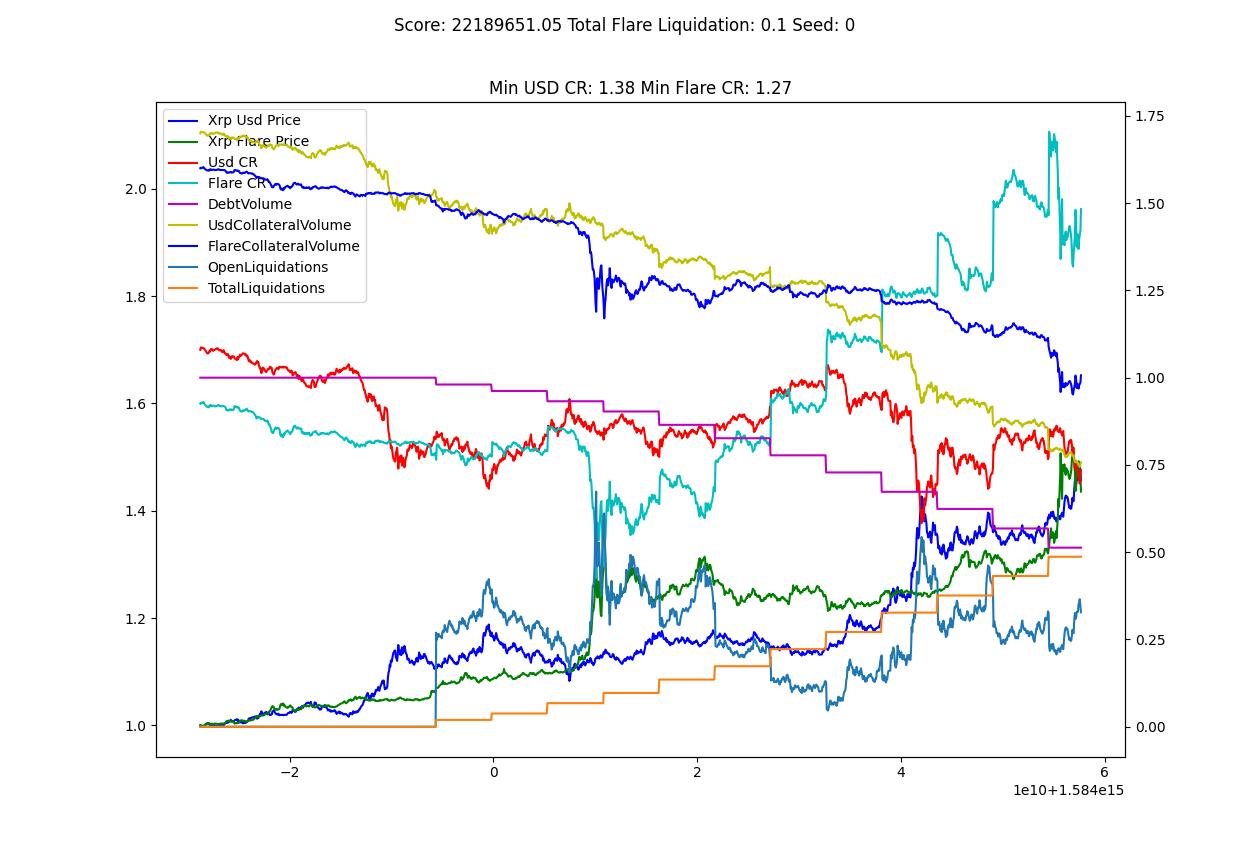 Score: 22189651.05 Total Flare Liquidation: 0.1 Seed: 0
Min USD CR: 1.38 Min Flare CR: 1.27
Xrp Usd Price
Xrp Flare Price
Usd CR
Flare CR
DebtVolume
UsdCollateralVolume
FlareCollateralVolume
OpenLiquidations
TotalLiquidations
2.0
1.8
1.6
1.4
1.2
1.0
1.75
1.50
1.25
1.00
0.75
0.50
0.25
0.00
−2 0 2 4 6
1e10+1.584e15